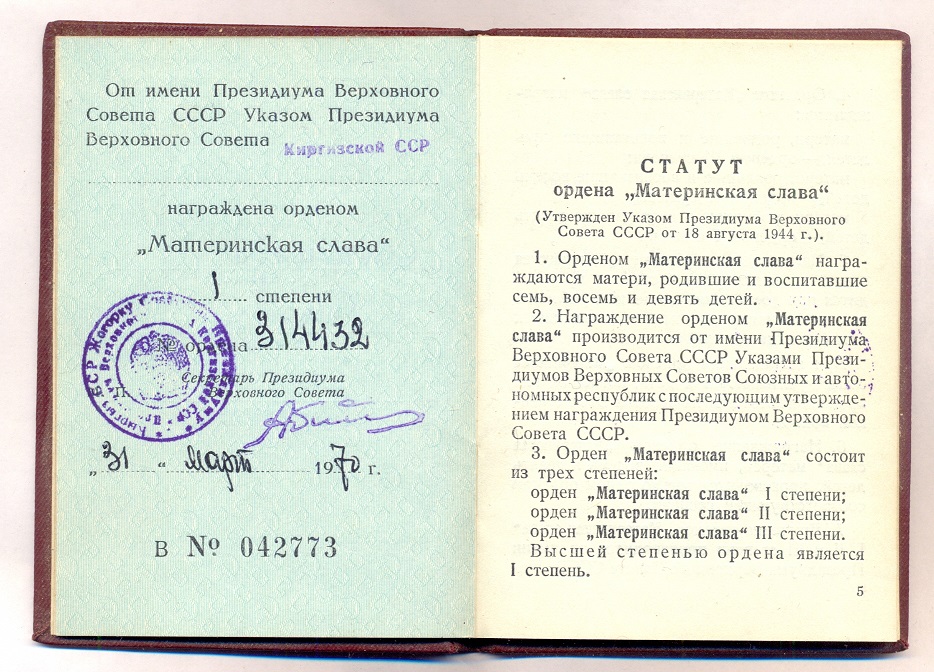 От имени Президиума Верховного
Совета СССР Указом Президиума
Верховного Совета Киргизской ССР
награждена орденом
„Материнская слава“
I степени
№ ордена 314432
Секретарь Президиума
Верховного Совета
„31“ март 1970 г.
В № 042773
СТАТУТ
ордена „Материнская слава“
(Утвержден Указом Президиума Верховного
Совета СССР от 18 августа 1944 г.).
1. Орденом „Материнская слава“ награ-
ждаются матери, родившие и воспитавшие
семь, восемь и девять детей.
2. Награждение орденом „Материнская
слава“ производится от имени Президиума
Верховного Совета СССР Указами Прези-
диумов Верховных Советов Союзных и авто-
номных республик с последующим утвержде-
нием награждения Президиумом Верховного
Совета СССР.
3. Орден „Материнская слава“ состоит
из трех степеней:
орден „Материнская слава“ I степени;
орден „Материнская слава“ II степени;
орден „Материнская слава“ III степени.
Высшей степенью ордена является
I степень.
5